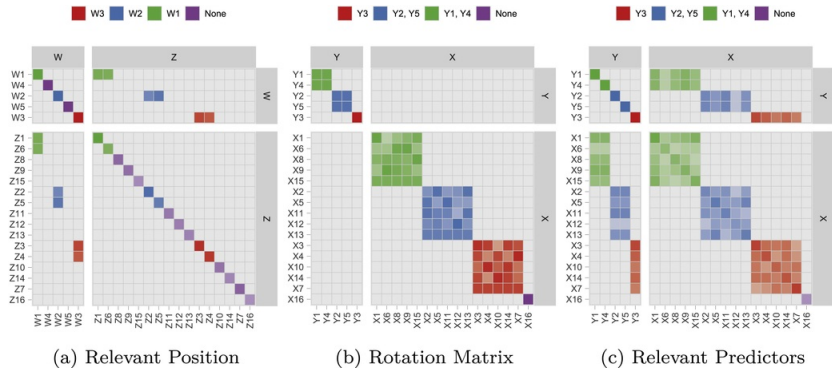 W3 W2 W1 None
W Z
W1
W4
W2
W5
W3
W
Z1
Z6
Z8
Z9
Z15
Z2
Z5
Z11
Z12
Z13
Z3
Z4
Z10
Z14
Z7
Z16
Z
W1 W4 W2 W5 W3 Z1 Z6 Z8 Z9 Z15 Z2 Z5 Z11 Z12 Z13 Z3 Z4 Z10 Z14 Z7 Z16
(a) Relevant Position
Y3 Y2, Y5 Y1, Y4 None
Y X
Y1
Y4
Y2
Y5
Y3
Y
X1
X6
X8
X9
X15
X2
X5
X11
X12
X13
X3
X4
X10
X14
X7
X16
X
Y1 Y4 Y2 Y5 Y3 X1 X6 X8 X9 X15 X2 X5 X11 X12 X13 X3 X4 X10 X14 X7 X16
(b) Rotation Matrix
Y3 Y2, Y5 Y1, Y4 None
Y X
Y1
Y4
Y2
Y5
Y3
Y
X1
X6
X8
X9
X15
X2
X5
X11
X12
X13
X3
X4
X10
X14
X7
X16
X
Y1 Y4 Y2 Y5 Y3 X1 X6 X8 X9 X15 X2 X5 X11 X12 X13 X3 X4 X10 X14 X7 X16
(c) Relevant Predictors